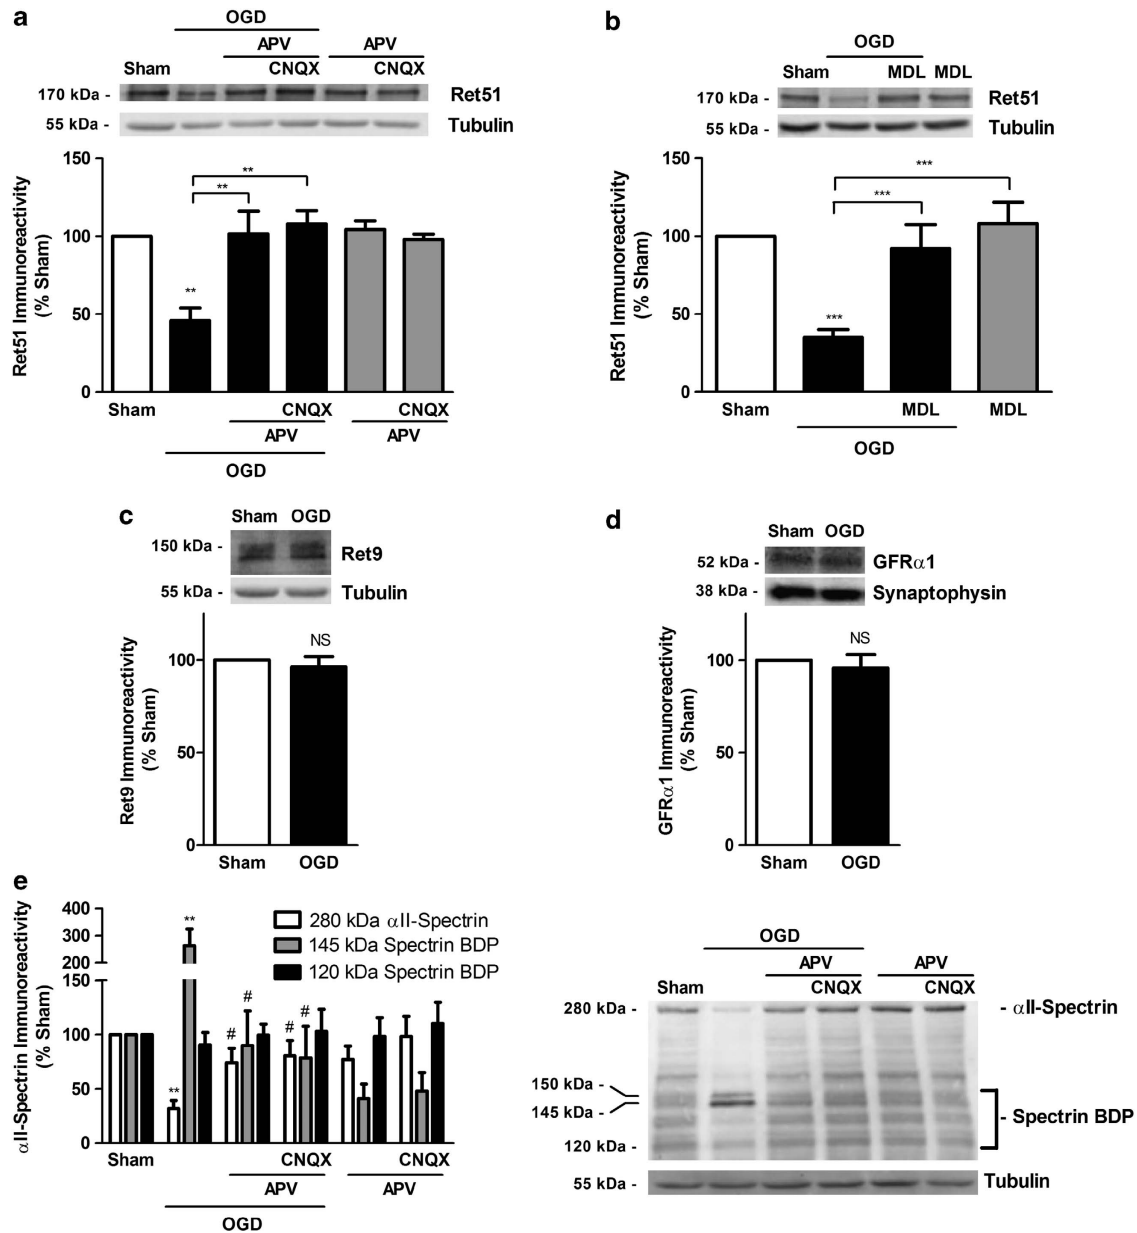 a
OGD
APV APV
Sham CNQX CNQX
170 kDa - Ret51
55 kDa - Tubulin
Ret51 Immunoreactivity
(% Sham)
150
100
50
0
**
**
**
Sham CNQX CNQX
APV APV
OGD
b
OGD
Sham MDL MDL
170 kDa - Ret51
55 kDa - Tubulin
Ret51 Immunoreactivity
(% Sham)
150
100
50
0
***
***
***
Sham MDL MDL
OGD
c
Sham OGD
150 kDa - Ret9
55 kDa - Tubulin
Ret9 Immunoreactivity
(% Sham)
100
50
0
NS
Sham OGD
d
Sham OGD
52 kDa - GFRα1
38 kDa - Synaptophysin
GFRα1 Immunoreactivity
(% Sham)
100
50
0
NS
Sham OGD
e
αII-Spectrin Immunoreactivity
(% Sham)
400
300
200
150
100
50
0
280 kDa αII-Spectrin
145 kDa Spectrin BDP
120 kDa Spectrin BDP
**
**
# # # #
Sham CNQX CNQX
APV APV
OGD
OGD
APV APV
Sham CNQX CNQX
280 kDa - - αII-Spectrin
150 kDa -
145 kDa - - Spectrin BDP
120 kDa -
55 kDa - Tubulin